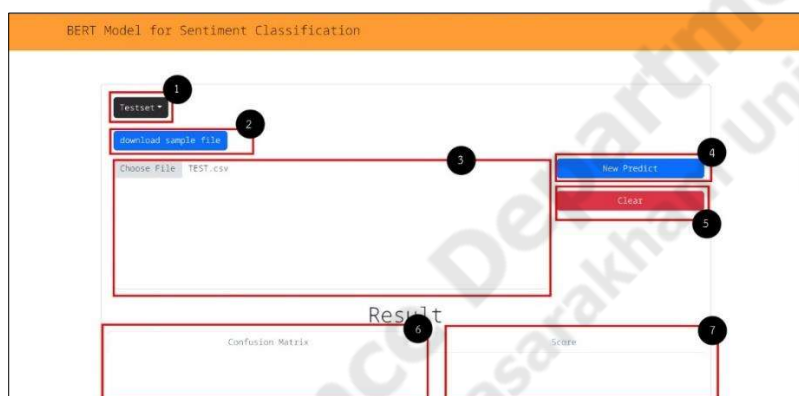 BERT Model for Sentiment Classification
1
Testset
2
download sample file
3
Choose File TEST.csv
4
New Predict
Clear
5
Result
6
7
Confusion Matrix
Score